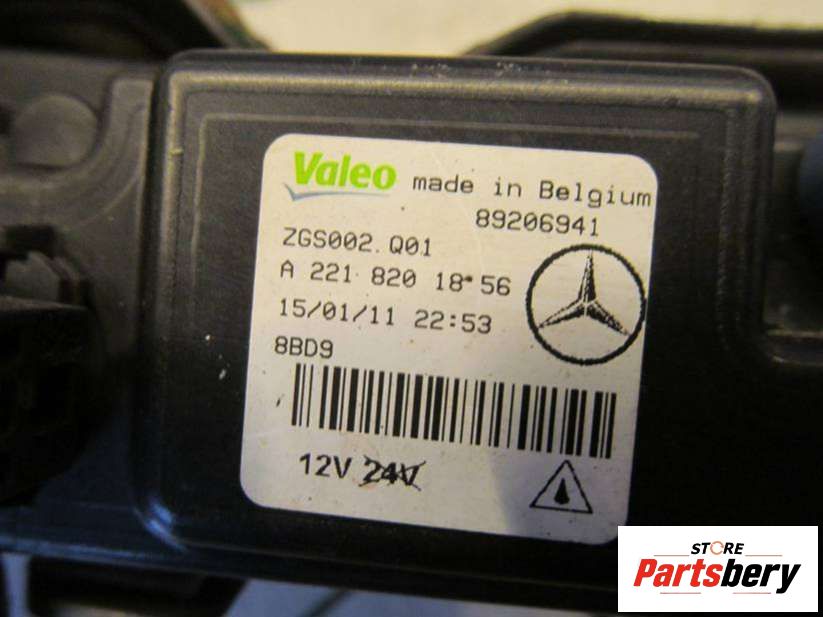 Valeo made in Belgium
89206941
ZGS002.Q01
A 221 820 18 56
15/01/11 22:53
8BD9
12V 24V
STORE
Partsbery